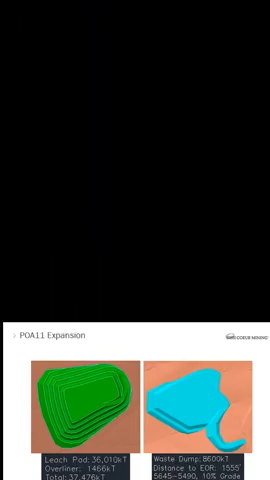 POA11 Expansion
COEUR MINING
Leach Pad: 36,010kT
Overliner: 1466kT
Total: 37,476kT
Waste Dump: 8600kT
Distance to EOR: 1555'
5645-5490, 10% Grade